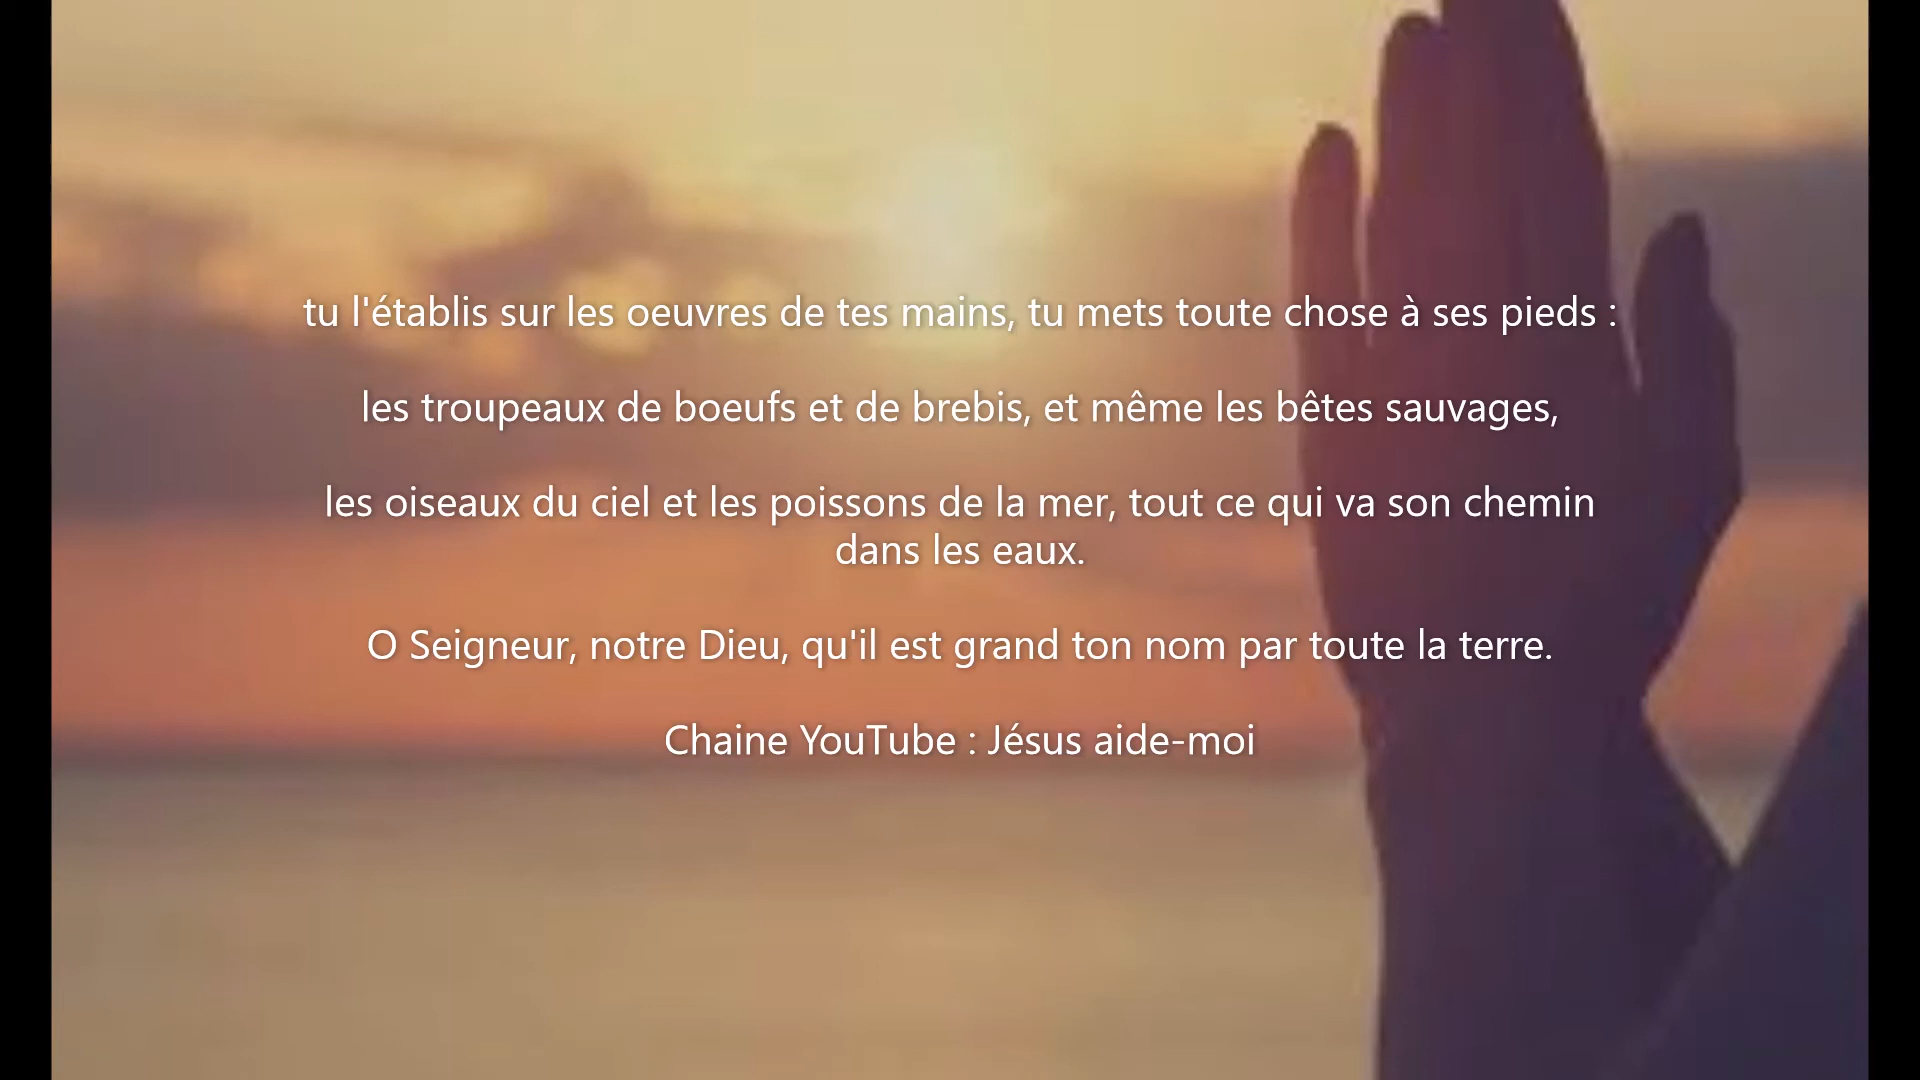 tu l'établis sur les oeuvres de tes mains, tu mets toute chose à ses pieds :
les troupeaux de boeufs et de brebis, et même les bêtes sauvages,
les oiseaux du ciel et les poissons de la mer, tout ce qui va son chemin
dans les eaux.
O Seigneur, notre Dieu, qu'il est grand ton nom par toute la terre.
Chaine YouTube : Jésus aide-moi